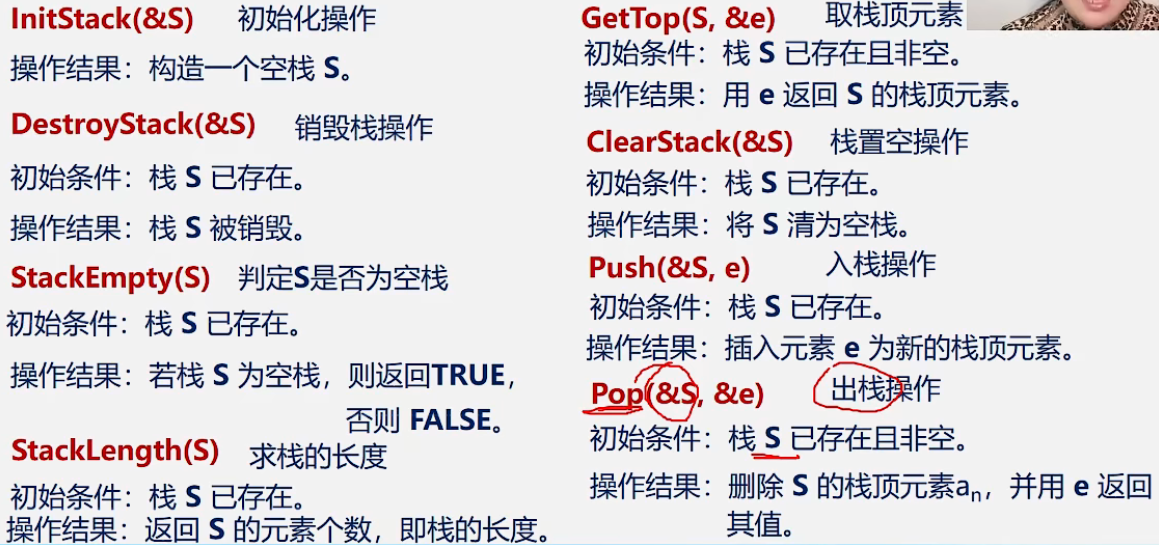 InitStack(&S) 初始化操作
操作结果：构造一个空栈 S。
DestroyStack(&S) 销毁栈操作
初始条件：栈 S 已存在。
操作结果：栈 S 被销毁。
StackEmpty(S) 判定S是否为空栈
初始条件：栈 S 已存在。
操作结果：若栈 S 为空栈，则返回TRUE，
否则 FALSE。
StackLength(S) 求栈的长度
初始条件：栈 S 已存在。
操作结果：返回 S 的元素个数，即栈的长度。
GetTop(S, &e) 取栈顶元素
初始条件：栈 S 已存在且非空。
操作结果：用 e 返回 S 的栈顶元素。
ClearStack(&S) 栈置空操作
初始条件：栈 S 已存在。
操作结果：将 S 清为空栈。
Push(&S, e) 入栈操作
初始条件：栈 S 已存在。
操作结果：插入元素 e 为新的栈顶元素。
Pop(&S, &e) 出栈操作
初始条件：栈 S 已存在且非空。
操作结果：删除 S 的栈顶元素aₙ，并用 e 返回
其值。